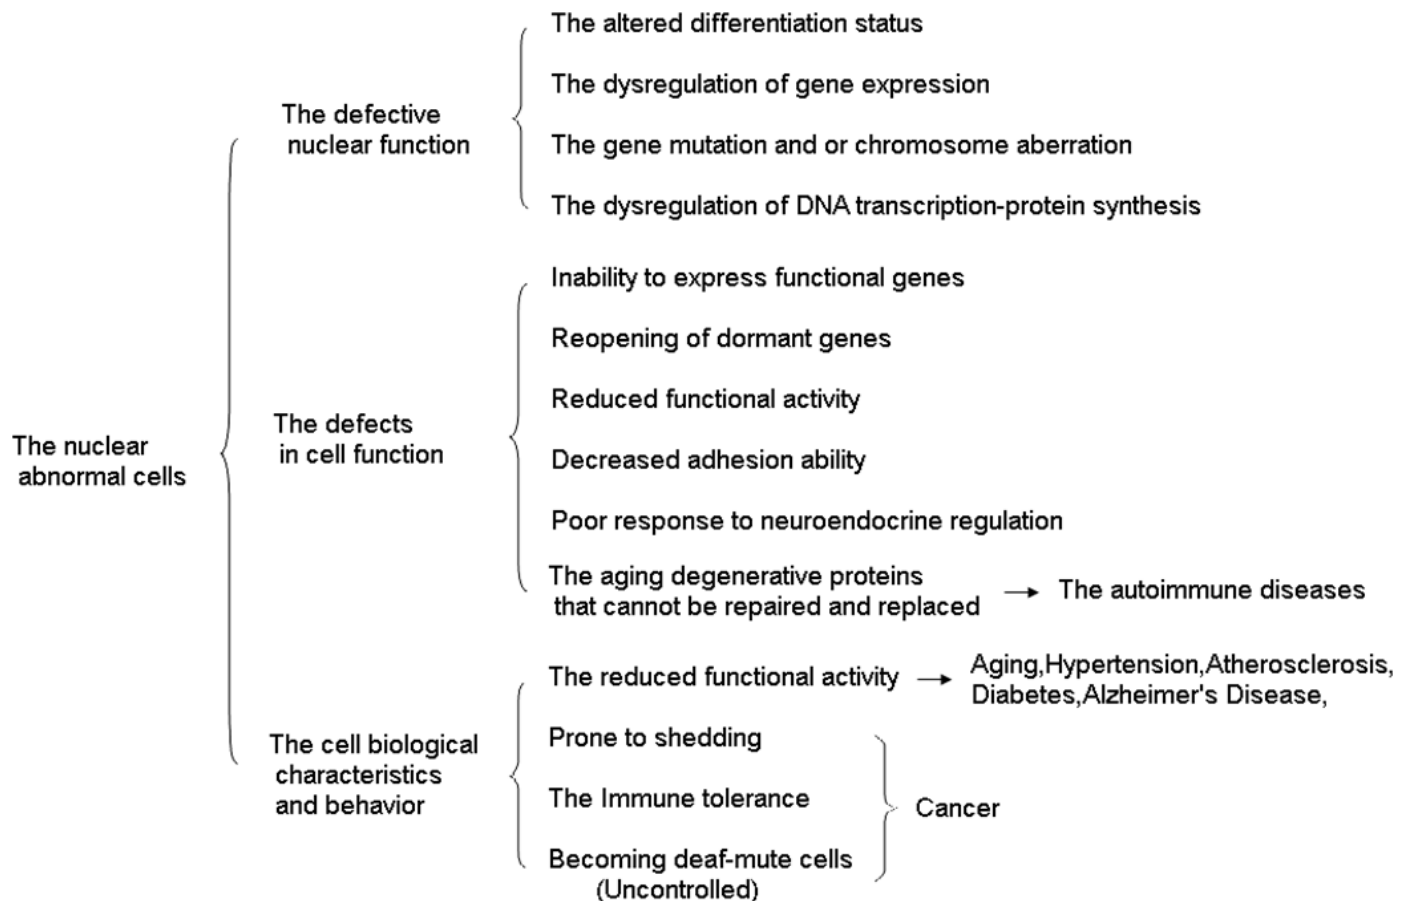 The altered differentiation status
The dysregulation of gene expression
The defective
nuclear function
The gene mutation and or chromosome aberration
The dysregulation of DNA transcription-protein synthesis
Inability to express functional genes
Reopening of dormant genes
Reduced functional activity
The defects
in cell function
The nuclear
abnormal cells
Decreased adhesion ability
Poor response to neuroendocrine regulation
The aging degenerative proteins
that cannot be repaired and replaced
The autoimmune diseases
The reduced functional activity
Aging,Hypertension,Atherosclerosis,
Diabetes,Alzheimer's Disease,
The cell biological
characteristics
and behavior
Prone to shedding
The Immune tolerance
Becoming deaf-mute cells
(Uncontrolled)
Cancer